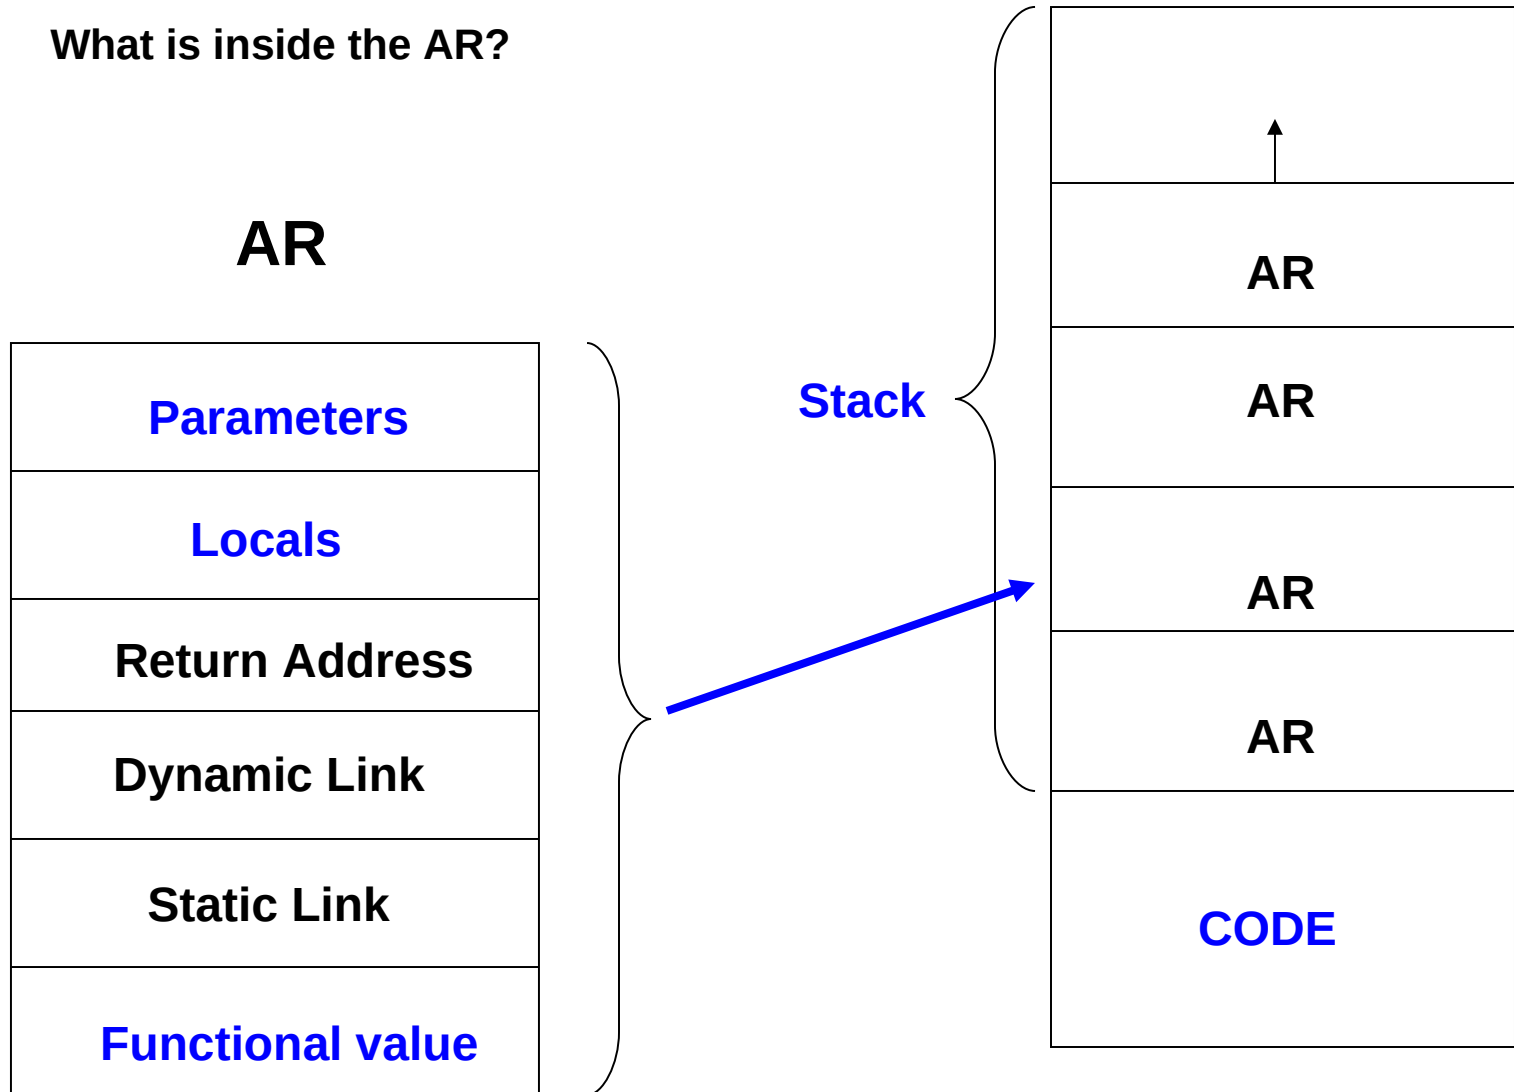 What is inside the AR?
AR
Parameters
Locals
Return Address
Dynamic Link
Static Link
Functional value
Stack
AR
AR
AR
AR
CODE